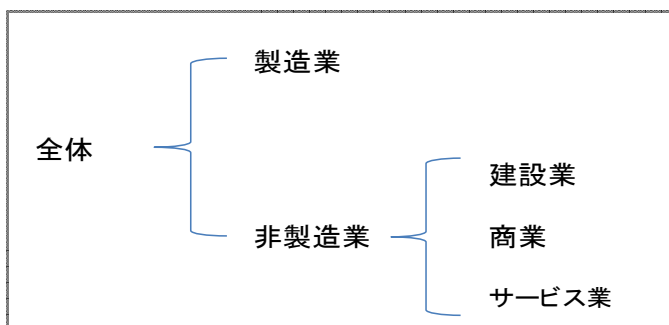 全体
製造業
非製造業
建設業
商業
サービス業